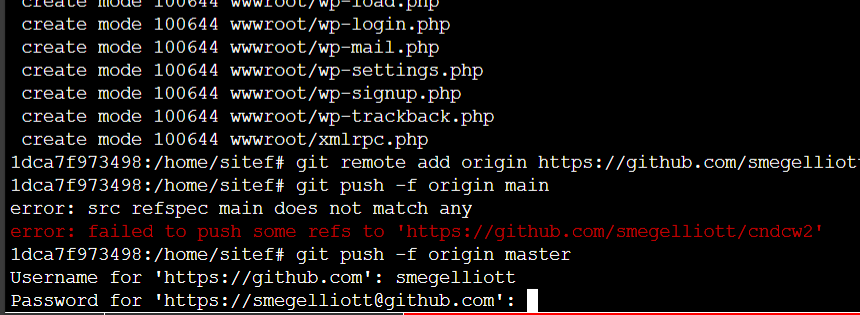 create mode 100644 wwwroot/wp-load.php
create mode 100644 wwwroot/wp-login.php
create mode 100644 wwwroot/wp-mail.php
create mode 100644 wwwroot/wp-settings.php
create mode 100644 wwwroot/wp-signup.php
create mode 100644 wwwroot/wp-trackback.php
create mode 100644 wwwroot/xmlrpc.php
1dca7f973498:/home/sitef# git remote add origin https://github.com/smegelliott
1dca7f973498:/home/sitef# git push -f origin main
error: src refspec main does not match any
error: failed to push some refs to 'https://github.com/smegelliott/cndcw2'
1dca7f973498:/home/sitef# git push -f origin master
Username for 'https://github.com': smegelliott
Password for 'https://smegelliott@github.com':